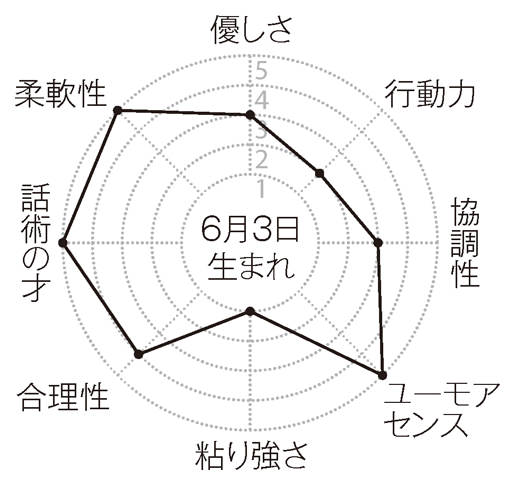 優しさ
5
4
3
2
1
行動力
協調性
ユーモア
センス
粘り強さ
合理性
話術の才
柔軟性
6月3日
生まれ